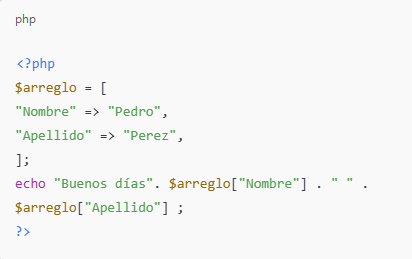 php
<?php
$arreglo = [
"Nombre" => "Pedro",
"Apellido" => "Perez",
];
echo "Buenos días". $arreglo["Nombre"] . " " .
$arreglo["Apellido"] ;
?>